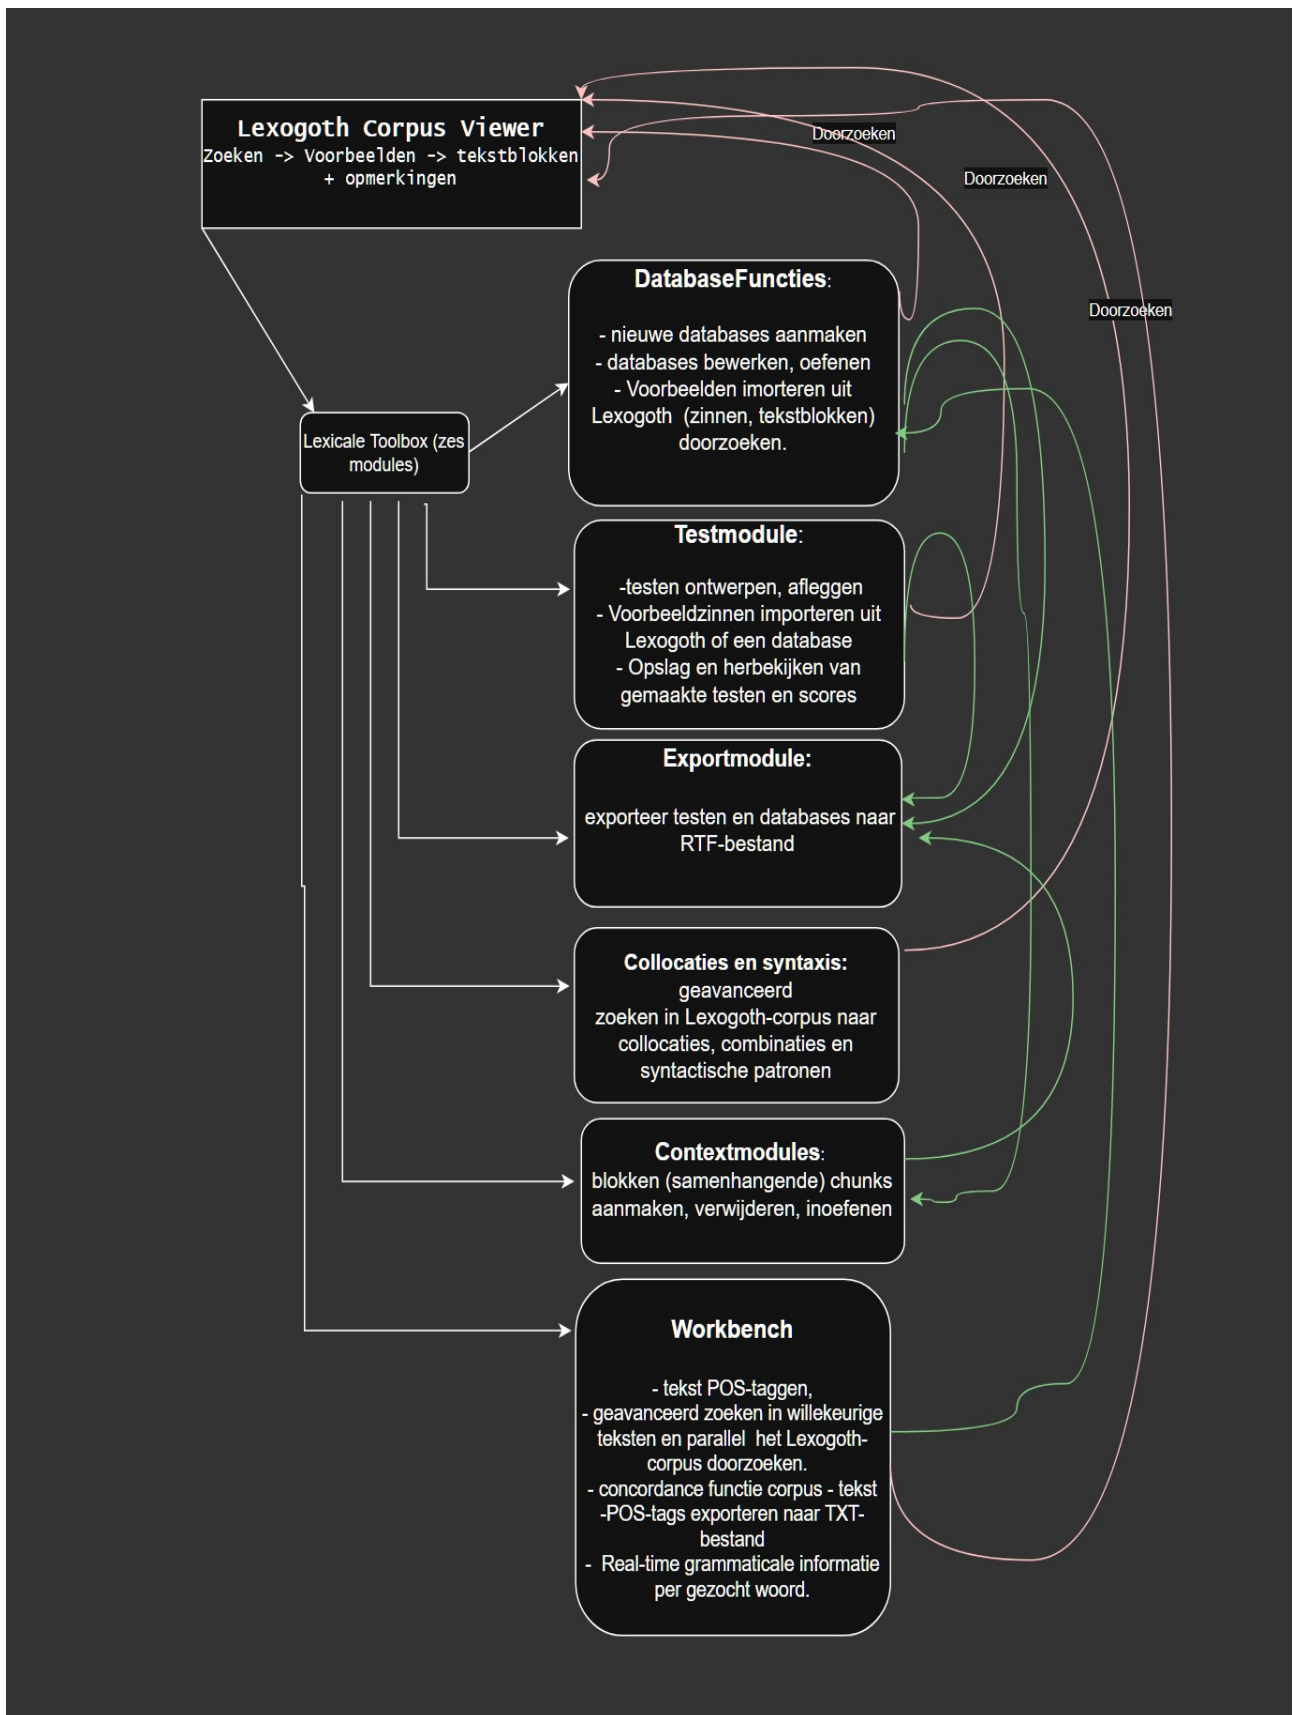 Lexogoth Corpus Viewer
Zoeken -> Voorbeelden -> tekstblokken
+ opmerkingen
Doorzoeken
Doorzoeken
Doorzoeken
Lexicale Toolbox (zes
modules)
DatabaseFuncties:
- nieuwe databases aanmaken
- databases bewerken, oefenen
- Voorbeelden imorteren uit
Lexogoth (zinnen, tekstblokken)
doorzoeken.
Testmodule:
-testen ontwerpen, afleggen
- Voorbeeldzinnen importeren uit
Lexogoth of een database
- Opslag en herbekijken van
gemaakte testen en scores
Exportmodule:
exporteer testen en databases naar
RTF-bestand
Collocaties en syntaxis:
geavanceerd
zoeken in Lexogoth-corpus naar
collocaties, combinaties en
syntactische patronen
Contextmodules:
blokken (samenhangende) chunks
aanmaken, verwijderen, inoefenen
Workbench
- tekst POS-taggen,
- geavanceerd zoeken in willekeurige
teksten en parallel het Lexogoth-
corpus doorzoeken.
- concordance functie corpus - tekst
-POS-tags exporteren naar TXT-
bestand
- Real-time grammaticale informatie
per gezocht woord.